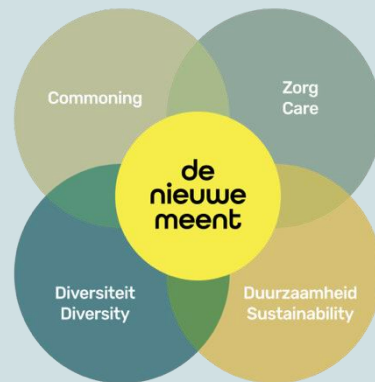 Commoning
Zorg
Care
de
nieuwe
meent
Diversiteit
Diversity
Duurzaamheid
Sustainability